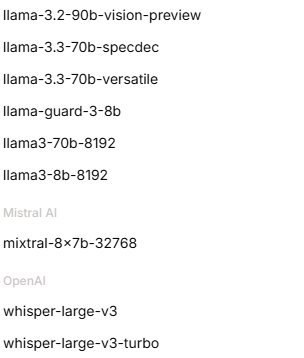 llama-3.2-90b-vision-preview
llama-3.3-70b-specdec
llama-3.3-70b-versatile
llama-guard-3-8b
llama3-70b-8192
llama3-8b-8192
Mistral AI
mixtral-8×7b-32768
OpenAI
whisper-large-v3
whisper-large-v3-turbo